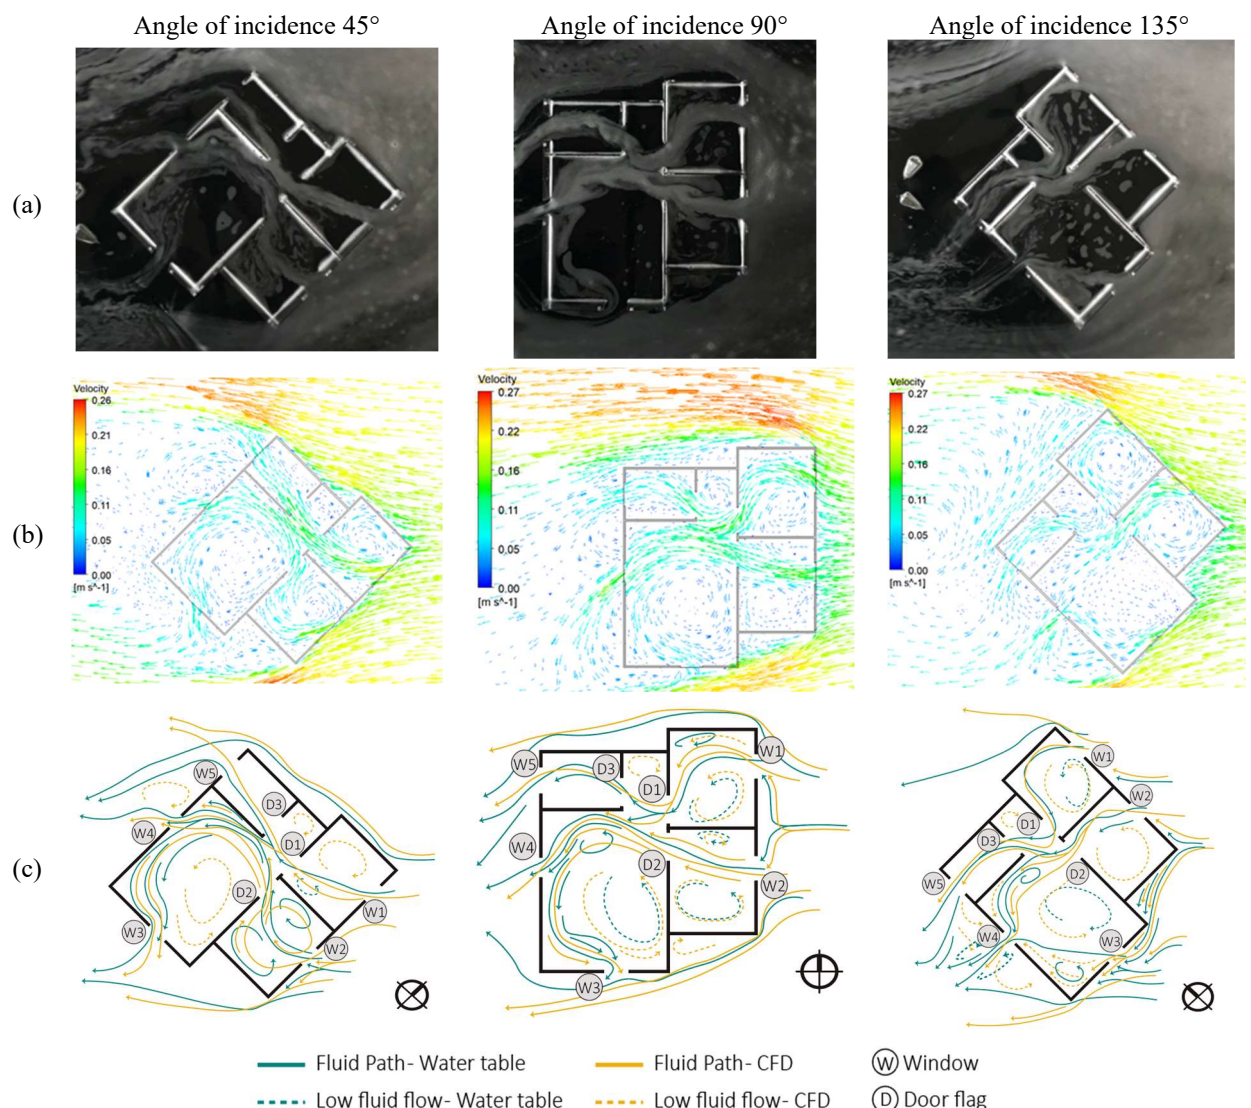 Angle of incidence 45°
Angle of incidence 90°
Angle of incidence 135°
(a)
(b)
Velocity
0.26
0.21
0.16
0.11
0.05
0.00
[m s^-1]
Velocity
0.27
0.22
0.16
0.11
0.05
0.00
[m s^-1]
Velocity
0.27
0.21
0.16
0.11
0.05
0.00
[m s^-1]
(c)
W5
D3
W4
D1
D2
W1
W3
W2
W1
W5
D3
D1
W4
D2
W2
W3
W1
W2
D1
D3
D2
W5
W4
W3
Fluid Path- Water table
Fluid Path- CFD
W Window
Low fluid flow- Water table
Low fluid flow- CFD
D Door flag